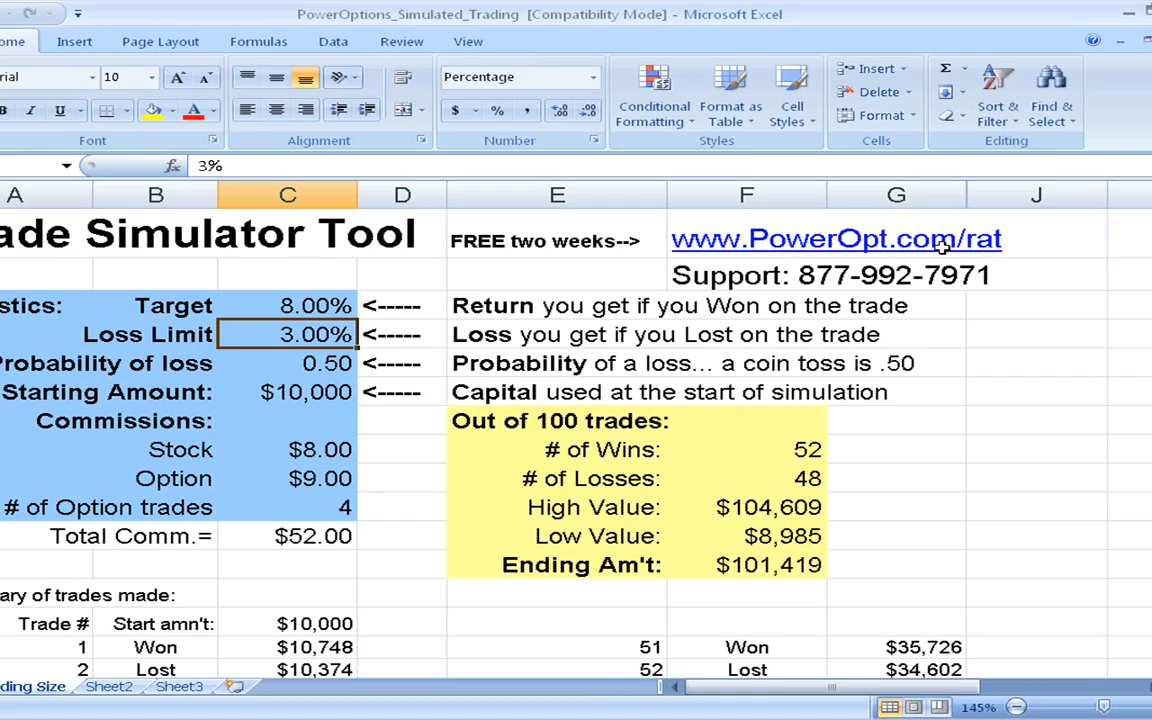 PowerOptions_Simulated_Trading [Compatibility Mode] - Microsoft Excel
ome Insert Page Layout Formulas Data Review View
rial 10 A A Percentage Conditional Formatting Format as Table Cell Styles Insert Delete Format Σ Sort & Filter Find & Select
B I U A $ % ,
Font Alignment Number Styles Cells Editing
fx 3%
A B C D E F G J
ade Simulator Tool FREE two weeks--> www.PowerOpt.com/rat
Support: 877-992-7971
istics: Target 8.00% <----- Return you get if you Won on the trade
Loss Limit 3.00% <----- Loss you get if you Lost on the trade
Probability of loss 0.50 <----- Probability of a loss... a coin toss is .50
Starting Amount: $10,000 <----- Capital used at the start of simulation
Commissions: Out of 100 trades:
Stock $8.00 # of Wins: 52
Option $9.00 # of Losses: 48
# of Option trades 4 High Value: $104,609
Total Comm.= $52.00 Low Value: $8,985
Ending Am't: $101,419
ary of trades made:
Trade # Start amn't: $10,000
1 Won $10,748 51 Won $35,726
2 Lost $10,374 52 Lost $34,602
ding Size Sheet2 Sheet3
145%